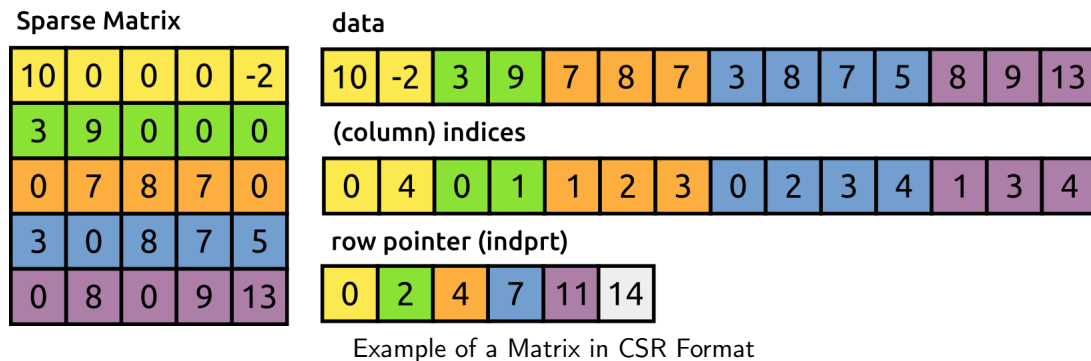 Sparse Matrix
10 0 0 0 -2
3 9 0 0 0
0 7 8 7 0
3 0 8 7 5
0 8 0 9 13
data
10 -2 3 9 7 8 7 3 8 7 5 8 9 13
(column) indices
0 4 0 1 1 2 3 0 2 3 4 1 3 4
row pointer (indprt)
0 2 4 7 11 14
Example of a Matrix in CSR Format